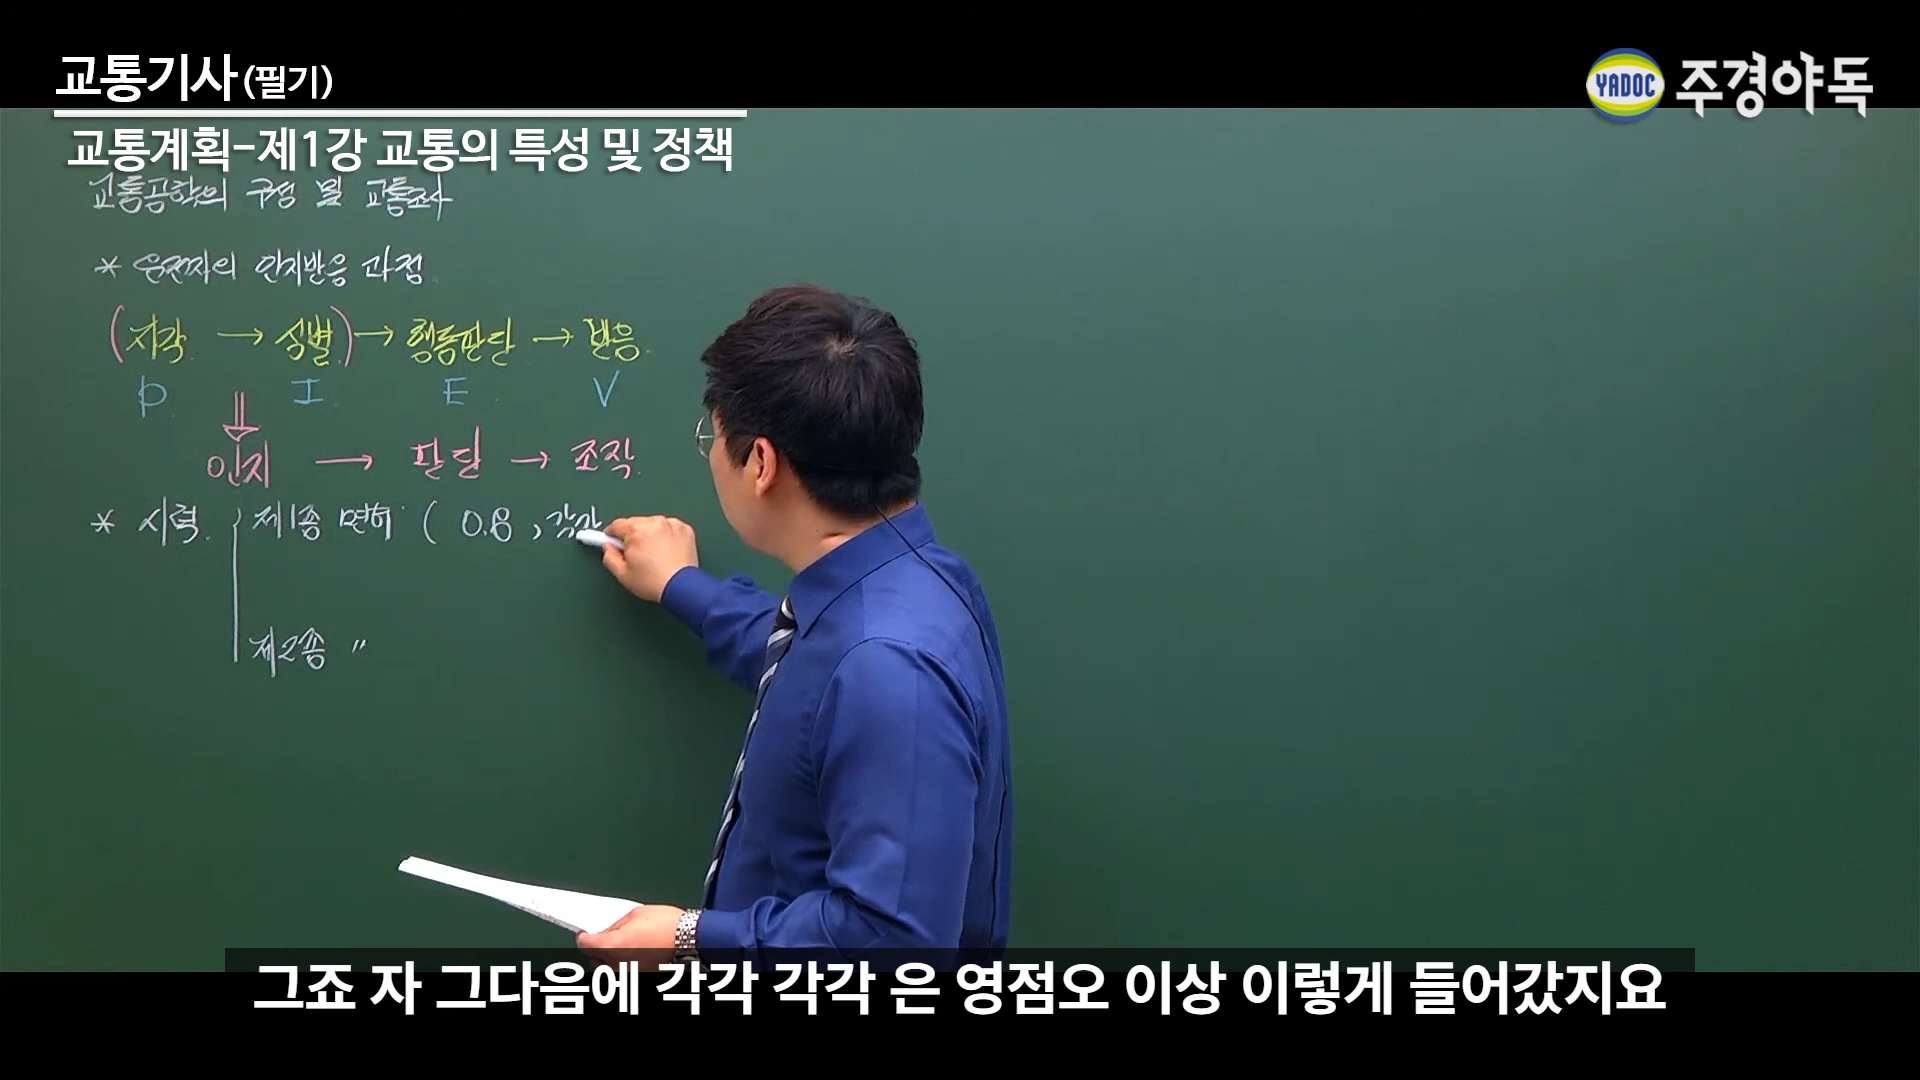 교통기사(필기)
YADOC 주경야독
교통계획-제1강 교통의 특성 및 정책
교통공학의 구성 및 교통조사
* 운전자의 인지반응 과정
(지각 → 식별) → 행동판단 → 반응
P I E V
⇓
인지 → 판단 → 조작
* 시력 { 제1종 면허 ( 0.8 , 각각
제2종 〃
그죠 자 그다음에 각각 각각 은 영점오 이상 이렇게 들어갔지요